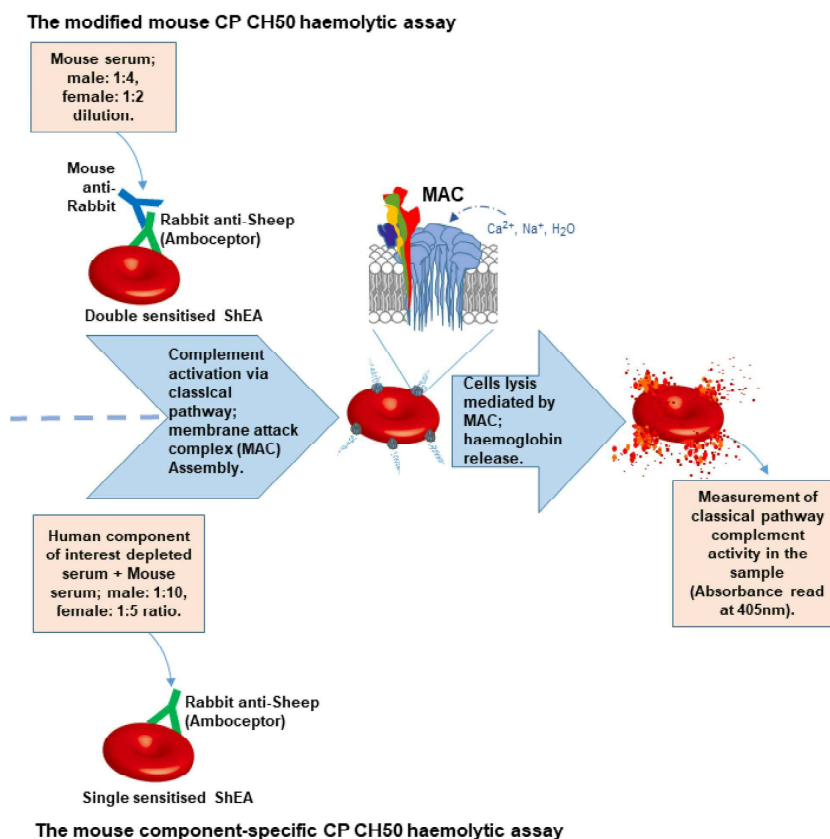 The modified mouse CP CH50 haemolytic assay
Mouse serum;
male: 1:4,
female: 1:2
dilution.
Mouse
anti-
Rabbit
Rabbit anti-Sheep
(Amboceptor)
Double sensitised ShEA
MAC
Ca²⁺, Na⁺, H₂O
Complement
activation via
classical
pathway;
membrane attack
complex (MAC)
Assembly.
Cells lysis
mediated by
MAC;
haemoglobin
release.
Measurement of
classical pathway
complement
activity in the
sample
(Absorbance read
at 405nm).
Human component
of interest depleted
serum + Mouse
serum; male: 1:10,
female: 1:5 ratio.
Rabbit anti-Sheep
(Amboceptor)
Single sensitised ShEA
The mouse component-specific CP CH50 haemolytic assay